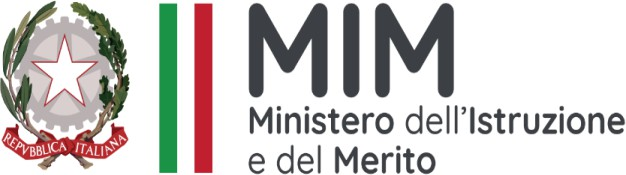 REPVBBLICA ITALIANA
MIM
Ministero dell'Istruzione
e del Merito